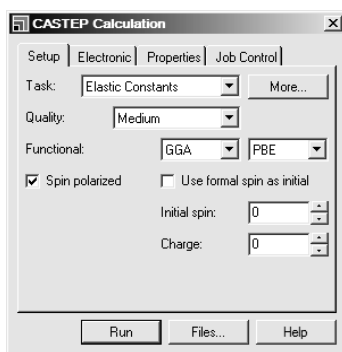 CASTEP Calculation
Setup Electronic Properties Job Control
Task: Elastic Constants More...
Quality: Medium
Functional: GGA PBE
Spin polarized Use formal spin as initial
Initial spin: 0
Charge: 0
Run Files... Help